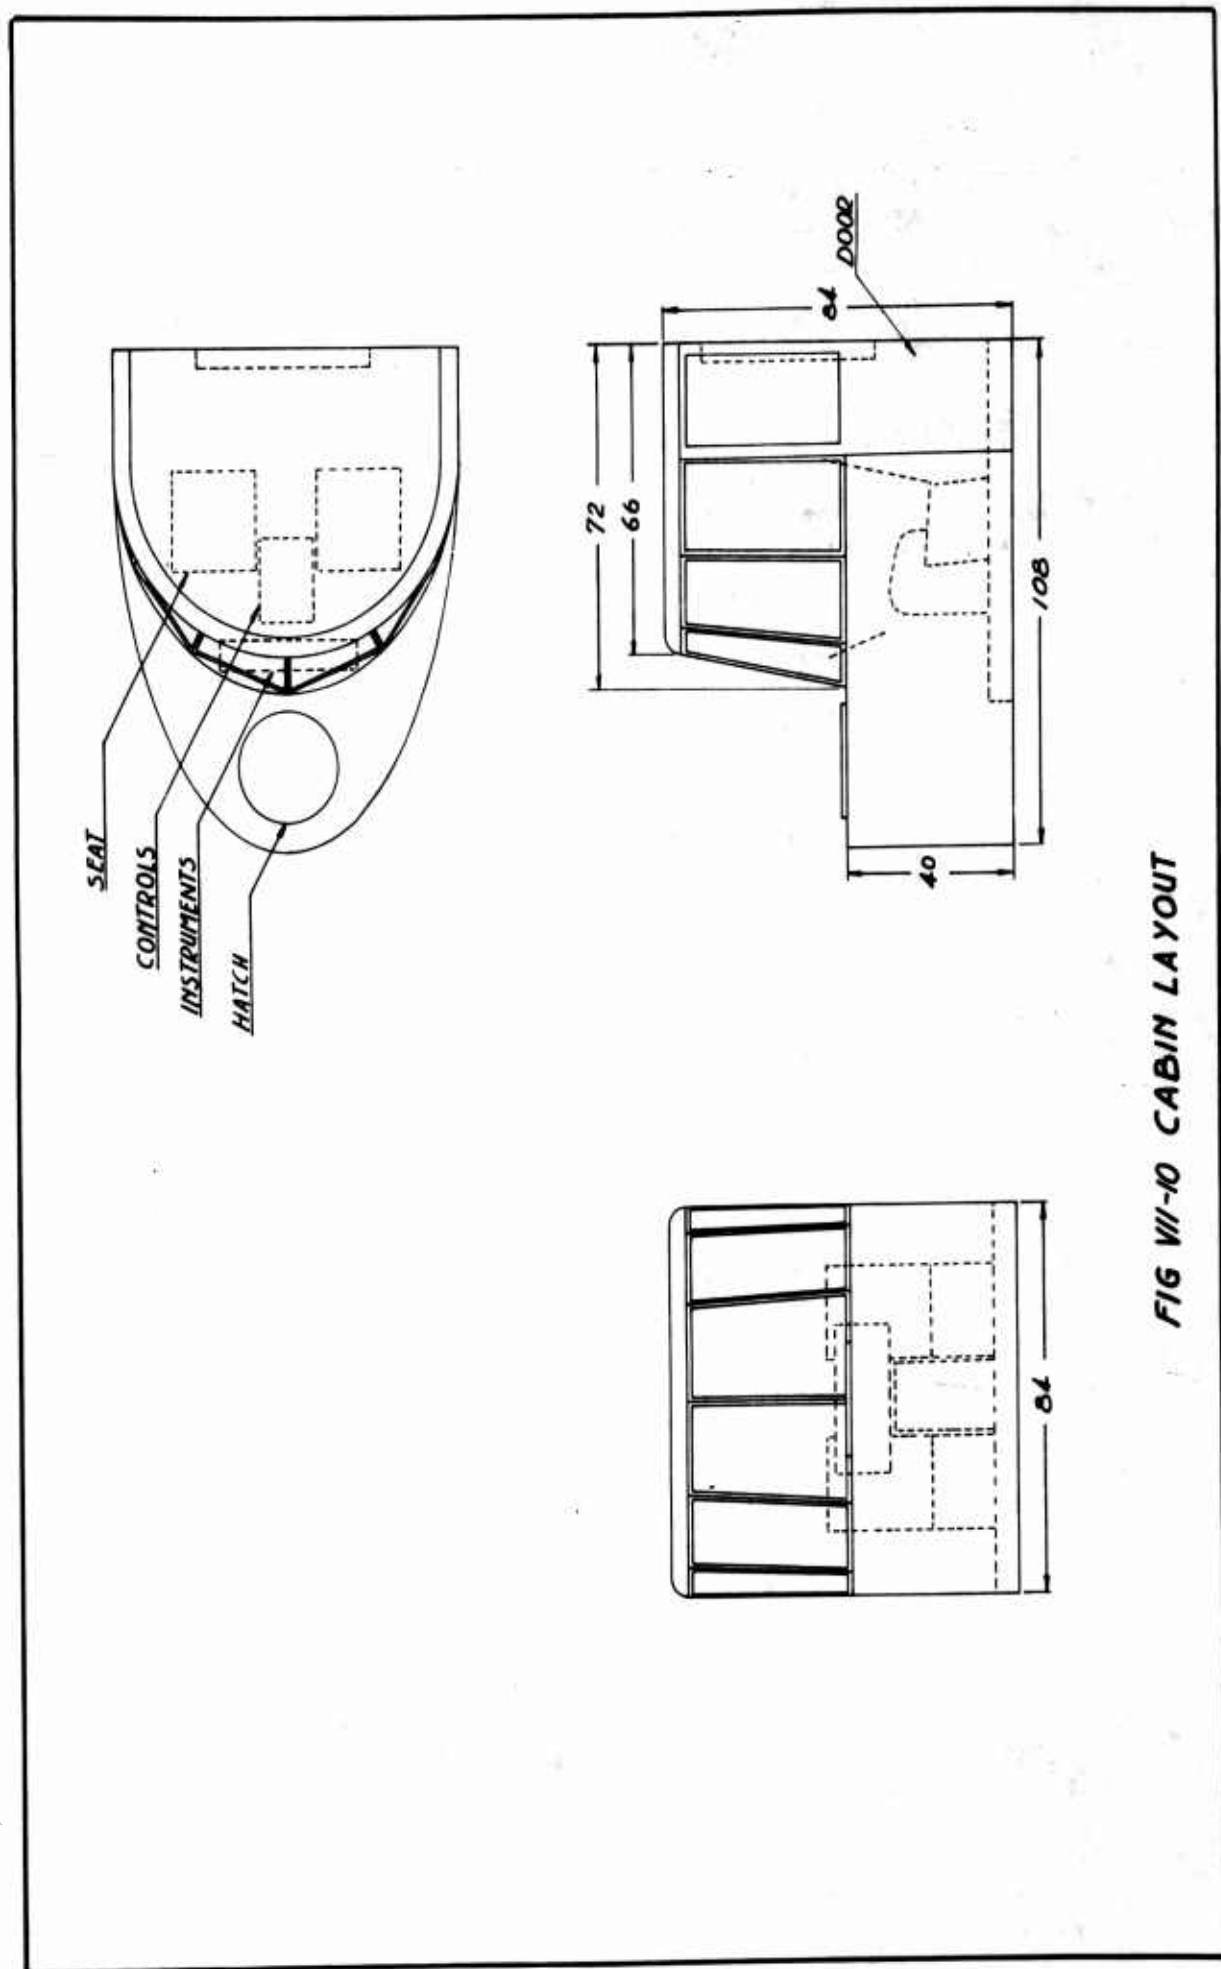 SEAT
CONTROLS
INSTRUMENTS
HATCH
72
66
84
DOOR
108
40
84
FIG VII-10 CABIN LAYOUT